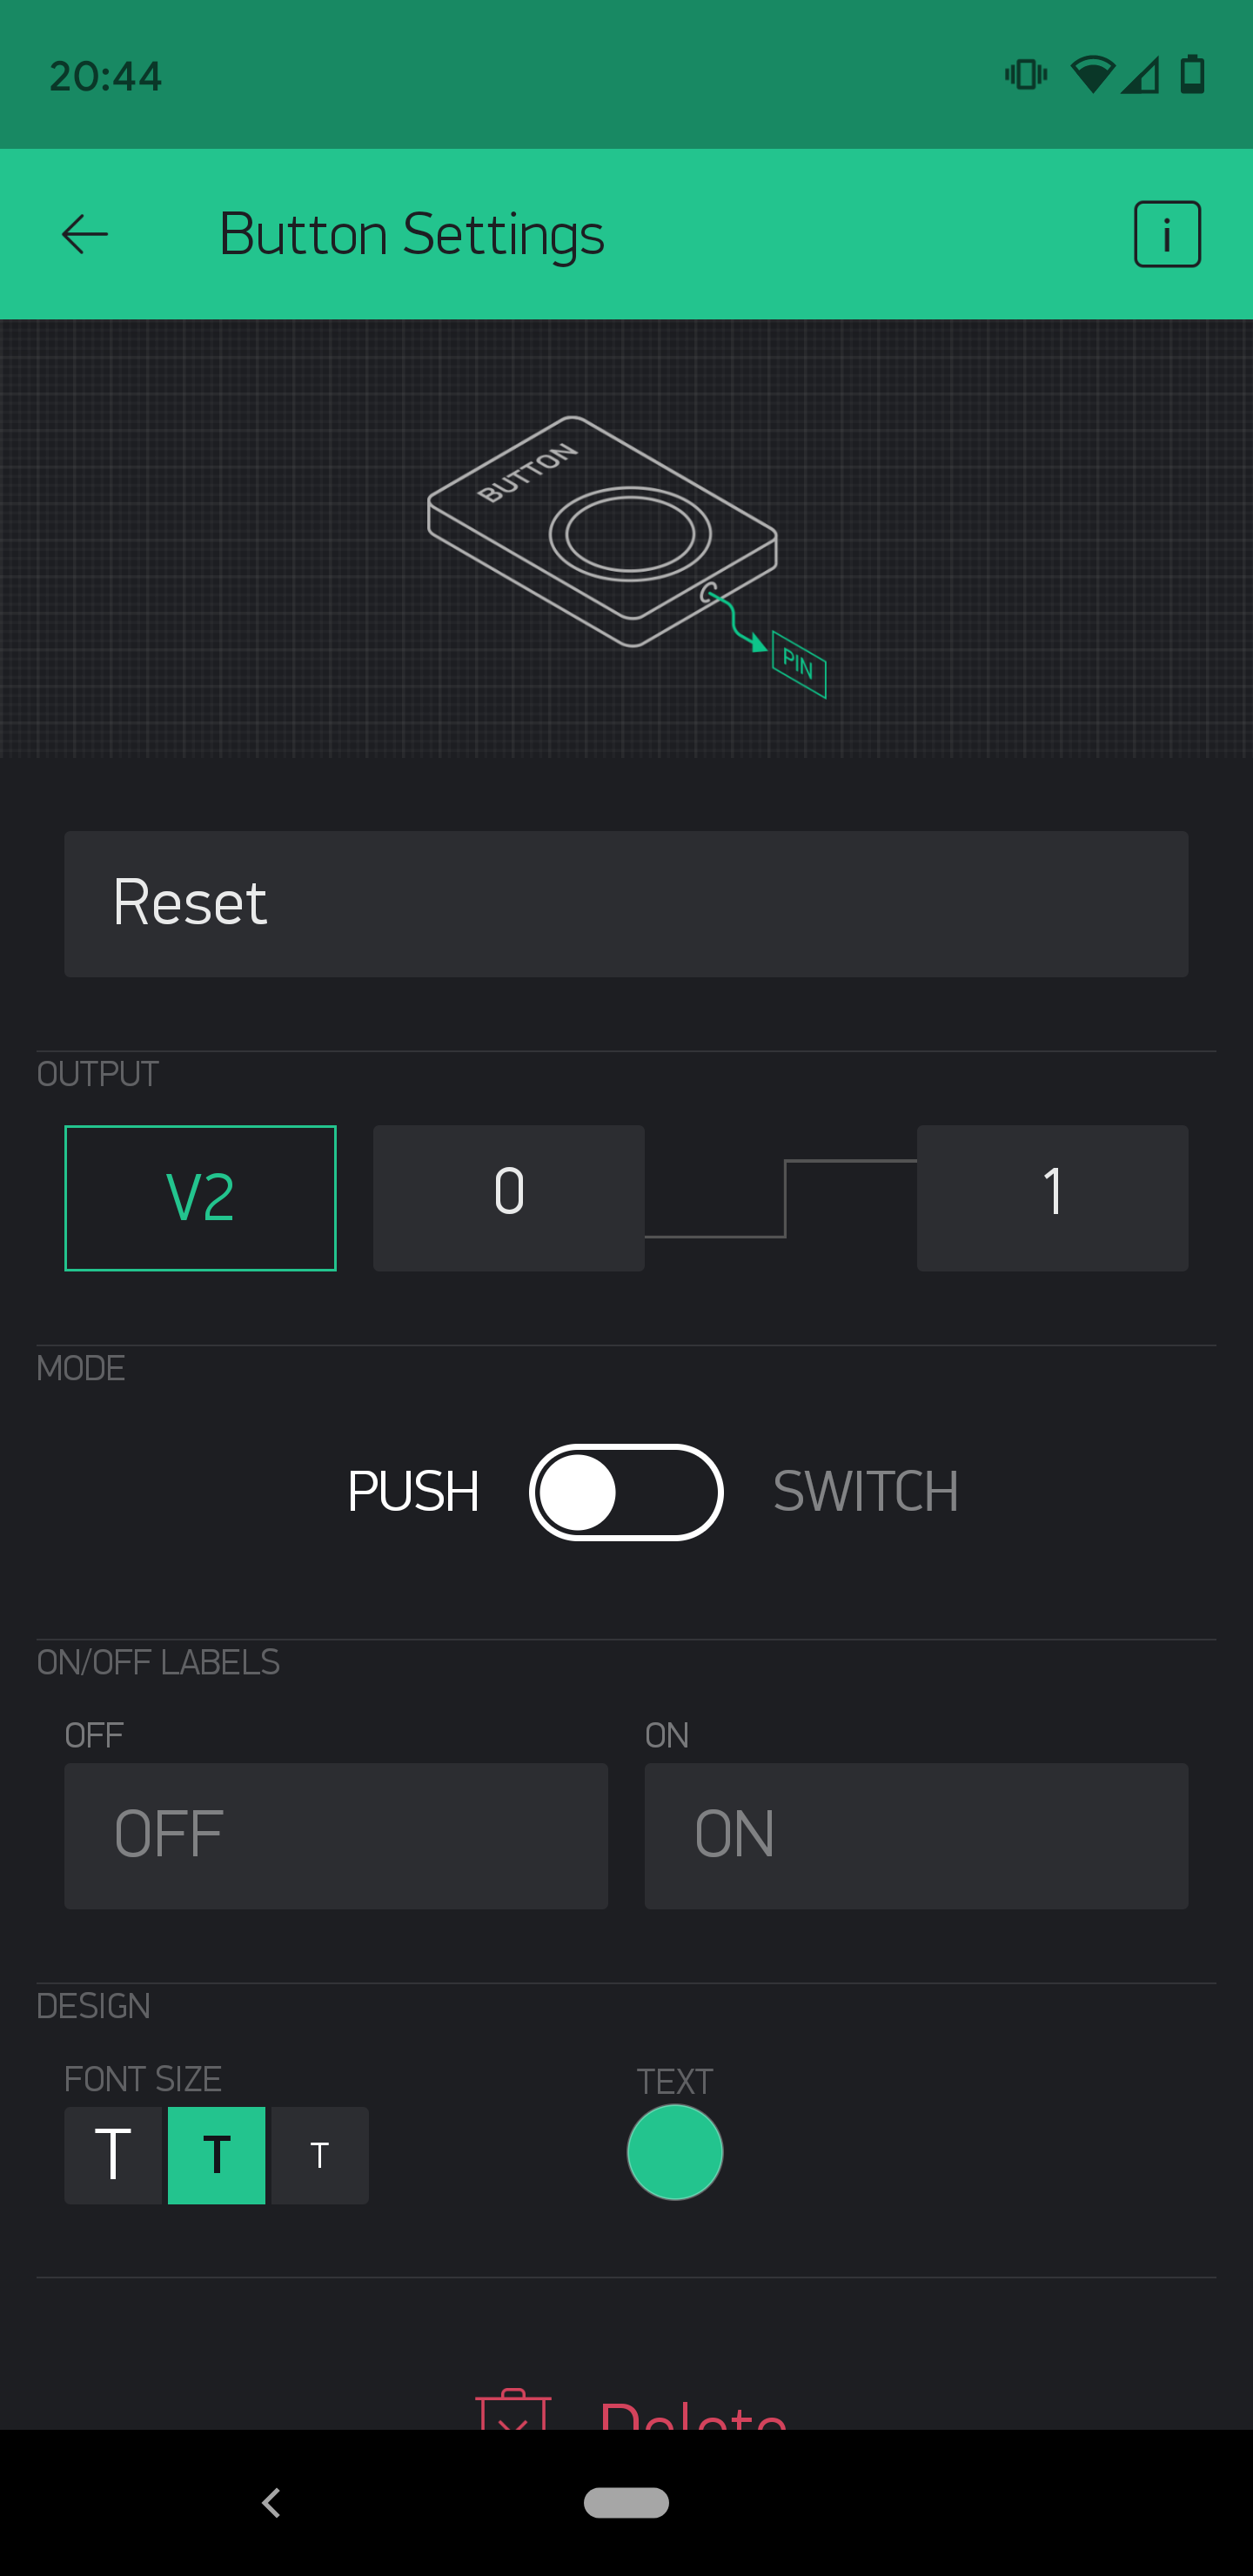 20:44
Button Settings
i
BUTTON
PIN
Reset
OUTPUT
V2 0 1
MODE
PUSH SWITCH
ON/OFF LABELS
OFF ON
OFF ON
DESIGN
FONT SIZE TEXT
T T T
Delete